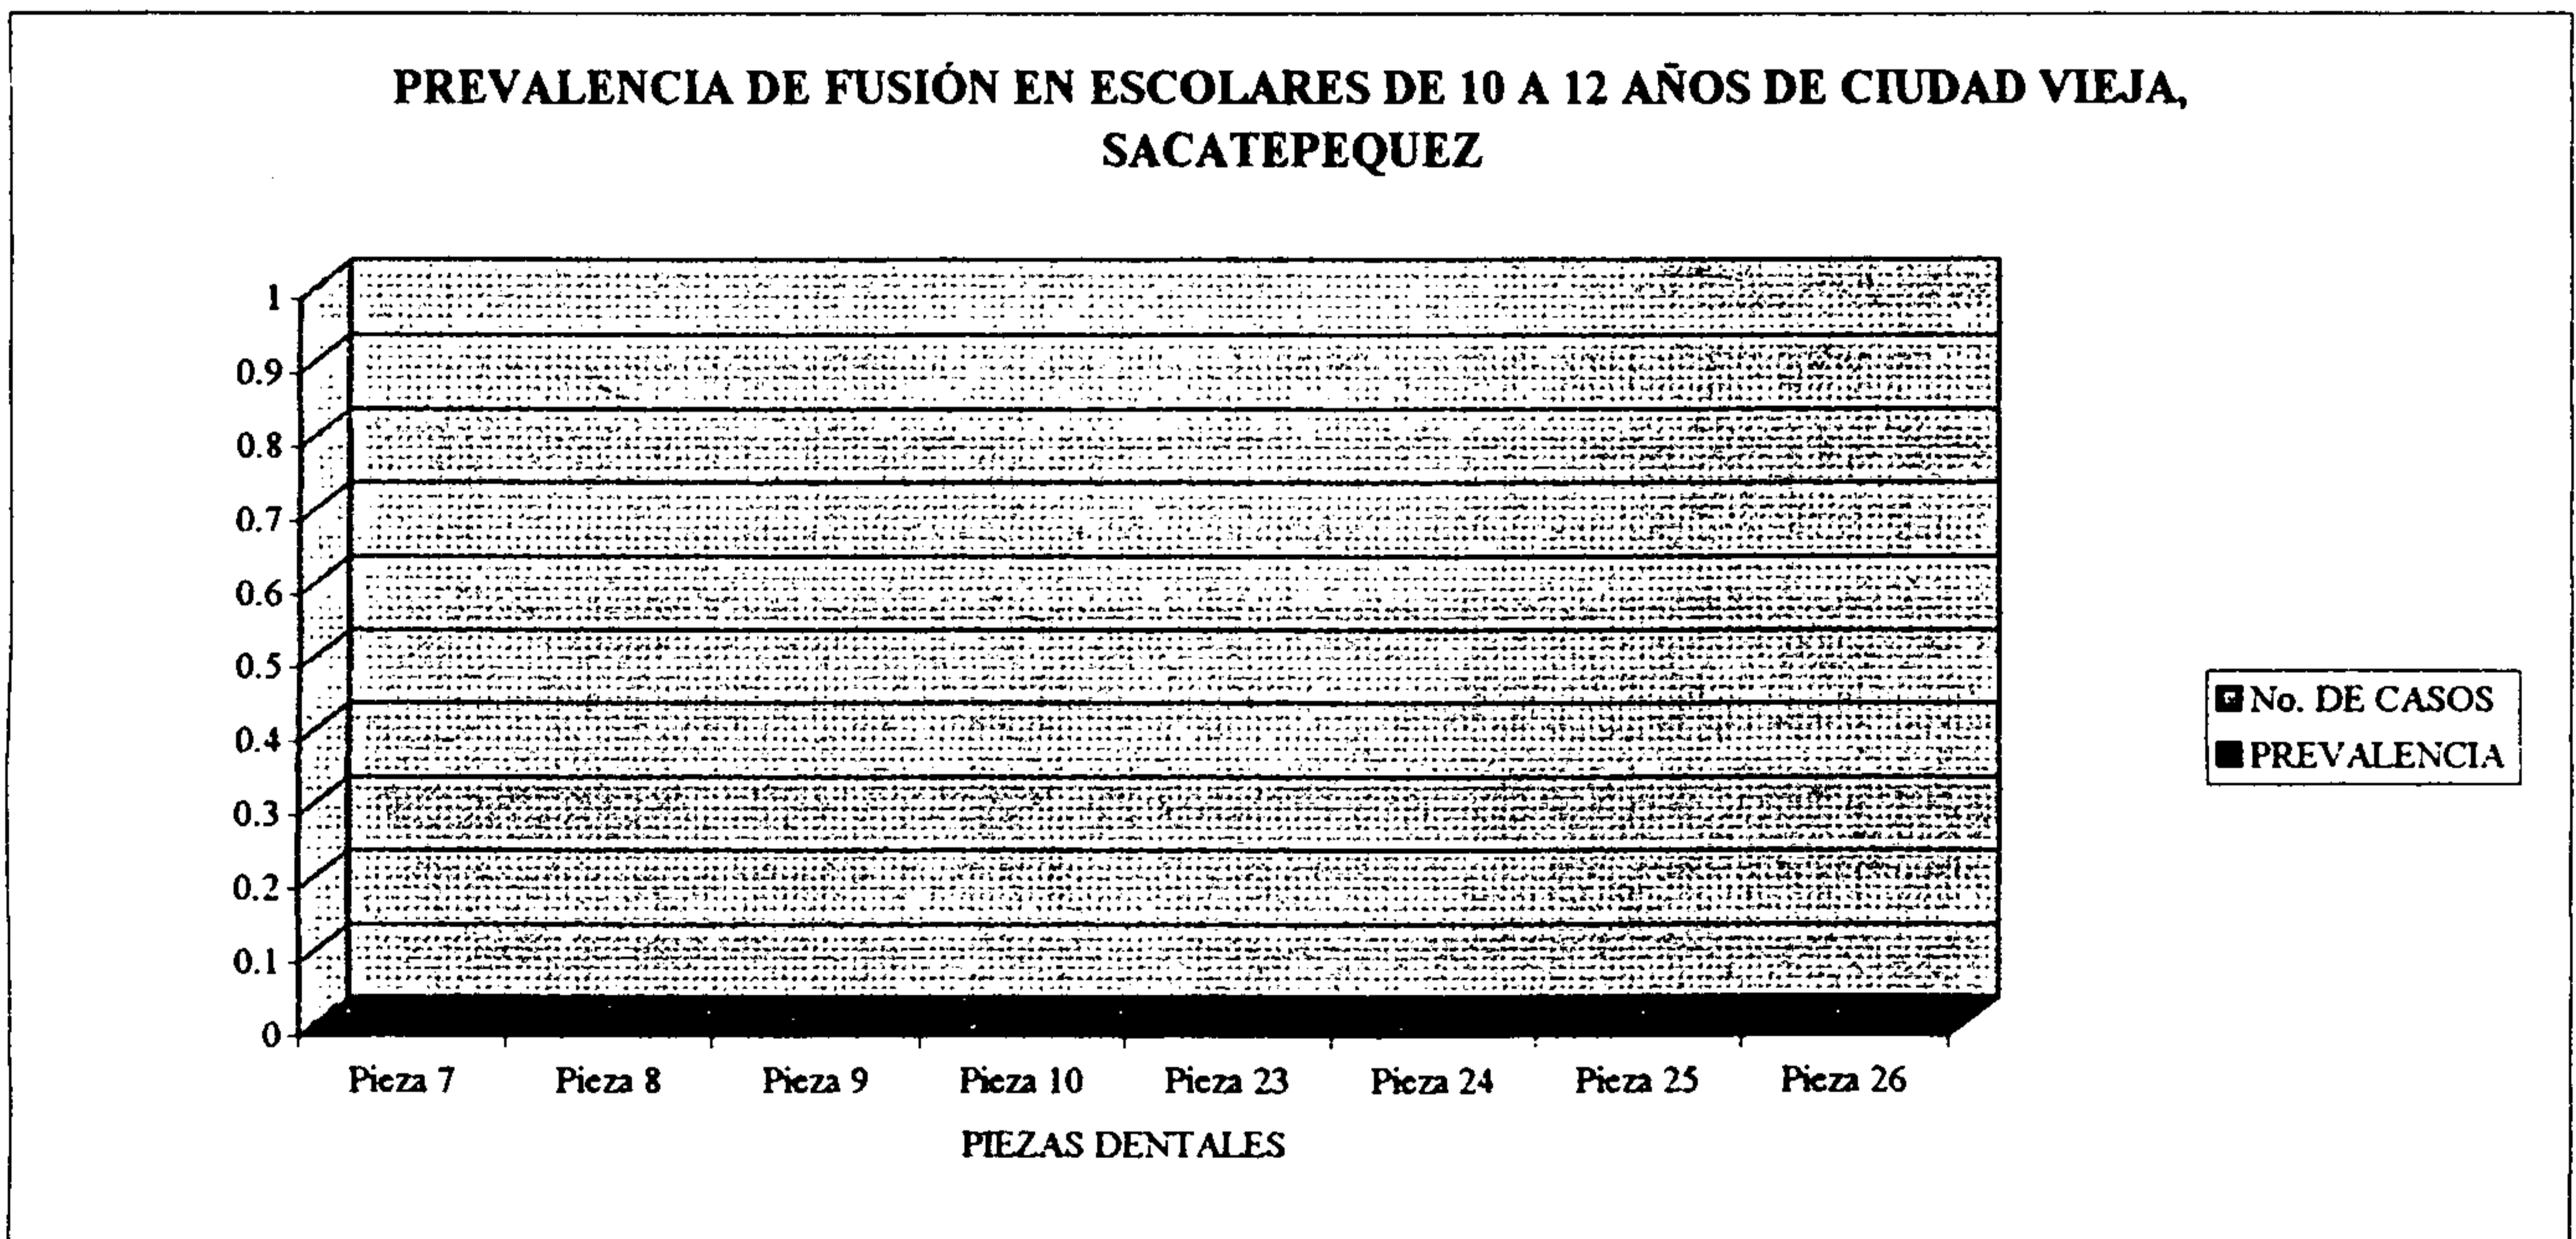 PREVALENCIA DE FUSIÓN EN ESCOLARES DE 10 A 12 AÑOS DE CIUDAD VIEJA,
SACATEPEQUEZ
1
0.9
0.8
0.7
0.6
0.5
0.4
0.3
0.2
0.1
0
No. DE CASOS
PREVALENCIA
Pieza 7 Pieza 8 Pieza 9 Pieza 10 Pieza 23 Pieza 24 Pieza 25 Pieza 26
PIEZAS DENTALES